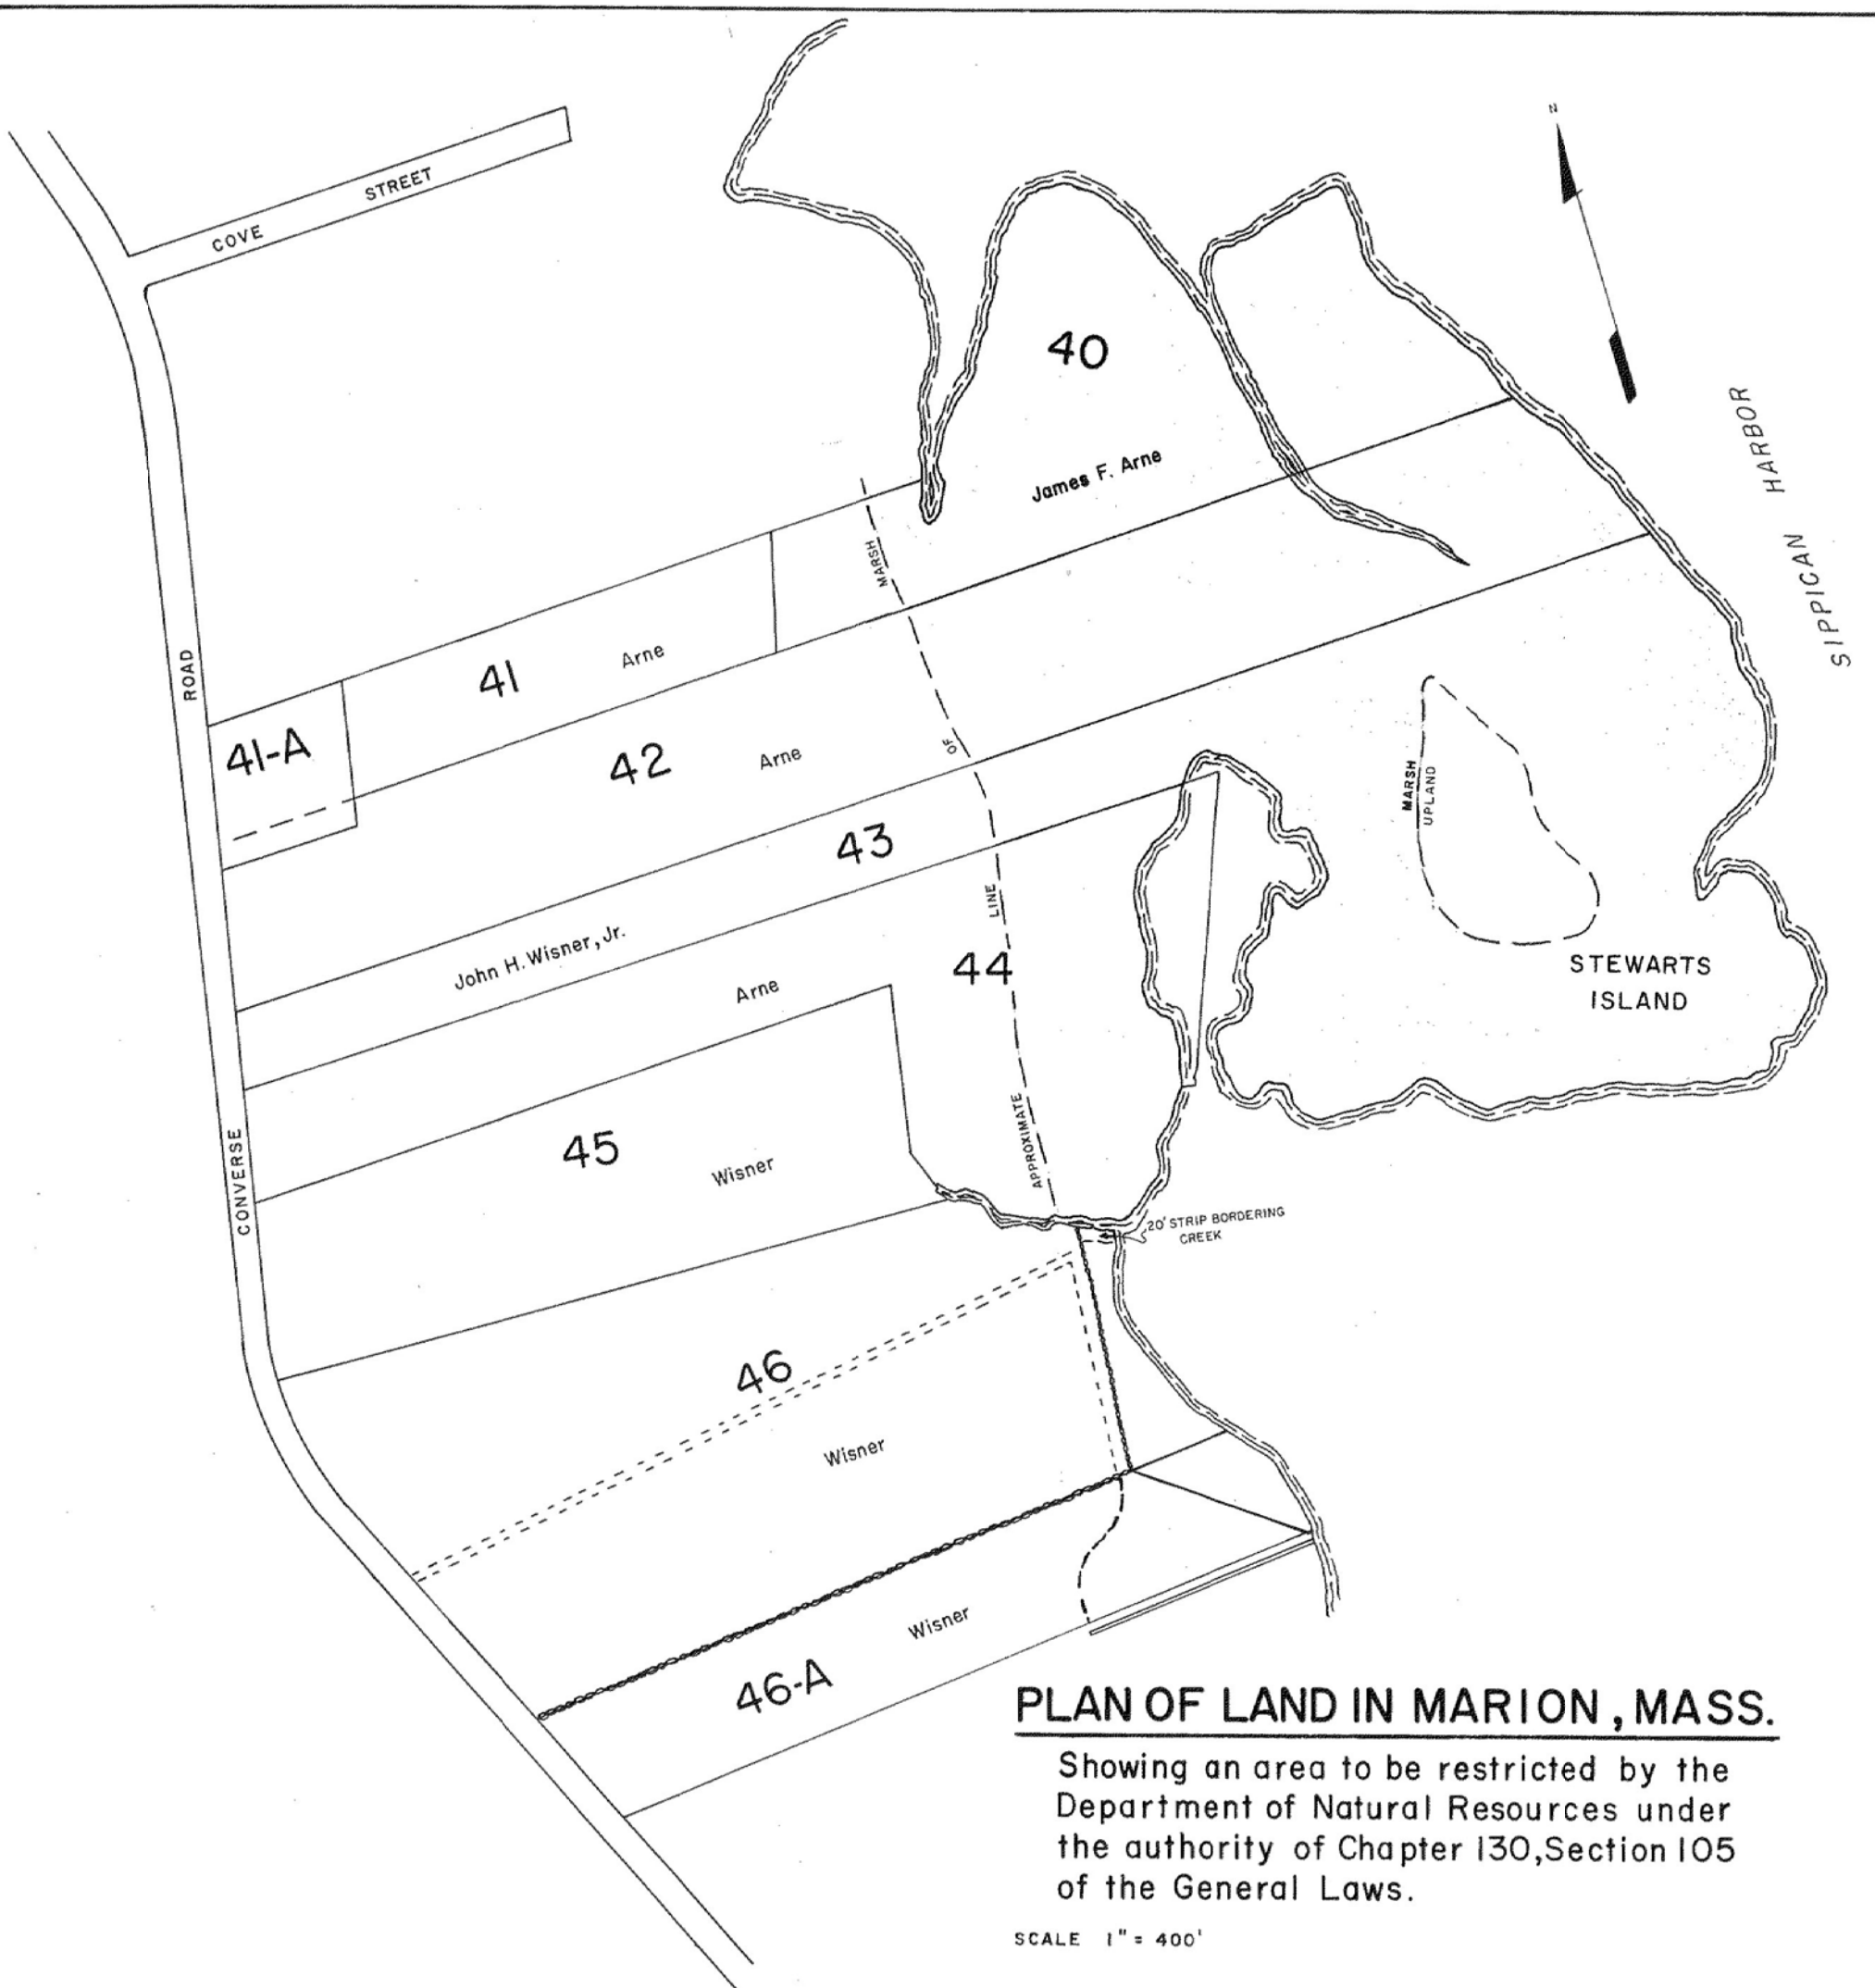 N
COVE STREET
40
James F. Arne
HARBOR
SIPPICAN
MARSH
ROAD
41 Arne
41-A
42 Arne
OF
43
MARSH
UPLAND
John H. Wisner, Jr.
LINE
44
STEWARTS
ISLAND
Arne
APPROXIMATE
45
Wisner
CONVERSE
20' STRIP BORDERING
CREEK
46
Wisner
Wisner
46-A
PLAN OF LAND IN MARION, MASS.
Showing an area to be restricted by the
Department of Natural Resources under
the authority of Chapter 130, Section 105
of the General Laws.
SCALE 1" = 400'